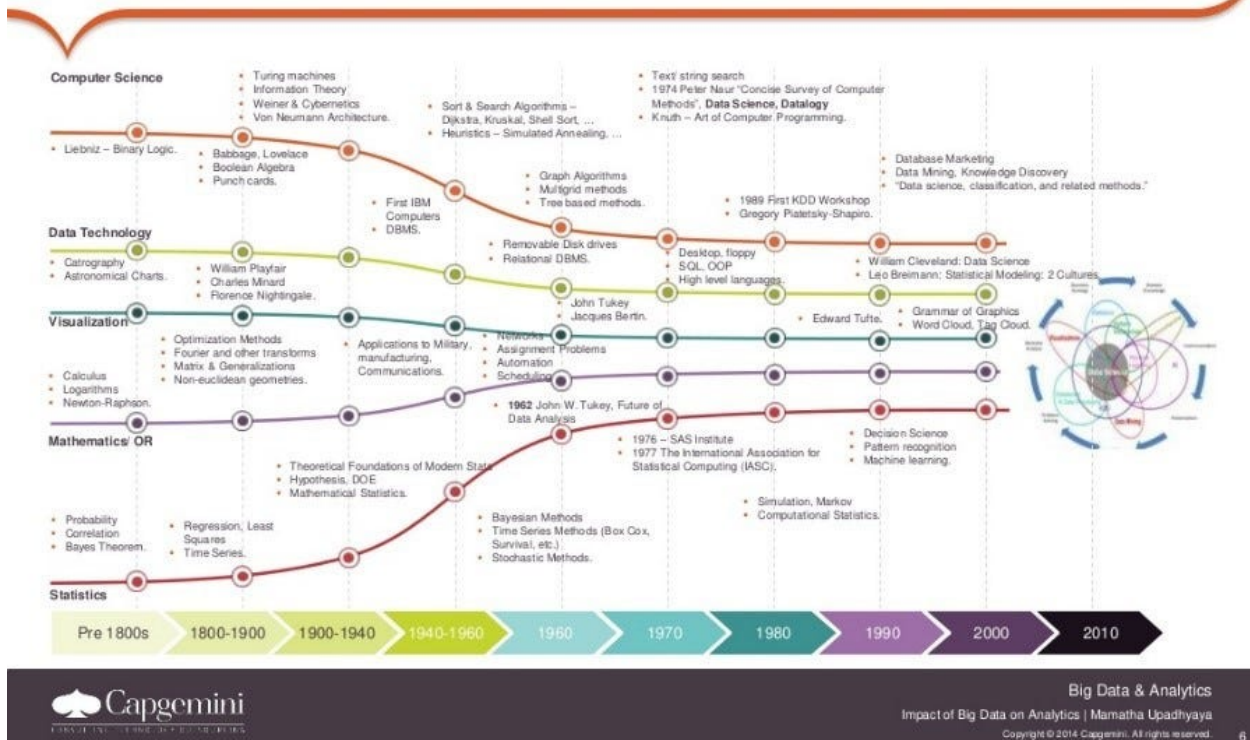 Computer Science
• Turing machines
• Information Theory
• Weiner & Cybernetics
• Von Neumann Architecture.
• Sort & Search Algorithms –
Dijkstra, Kruskal, Shell Sort, ...
• Heuristics – Simulated Annealing, ...
• Text/ string search
• 1974 Peter Naur "Concise Survey of Computer
Methods", Data Science, Datalogy
• Knuth – Art of Computer Programming.
• Liebniz – Binary Logic.
• Babbage, Lovelace
• Boolean Algebra
• Punch cards.
• First IBM
Computers
• DBMS.
• Graph Algorithms
• Multigrid methods
• Tree based methods.
• 1989 First KDD Workshop
• Gregory Piatetsky-Shapiro.
• Database Marketing
• Data Mining, Knowledge Discovery
• "Data science, classification, and related methods."
Data Technology
• Catrography
• Astronomical Charts.
• William Playfair
• Charles Minard
• Florence Nightingale.
• Removable Disk drives
• Relational DBMS.
• Desktop, floppy
• SQL, OOP
• High level languages.
• William Cleveland: Data Science
• Leo Breimann: Statistical Modeling: 2 Cultures
• John Tukey
• Jacques Bertin.
• Edward Tufte.
• Grammar of Graphics
• Word Cloud, Tag Cloud.
Visualization
• Optimization Methods
• Fourier and other transforms
• Matrix & Generalizations
• Non-euclidean geometries.
• Applications to Military,
manufacturing,
Communications.
• Networks
• Assignment Problems
• Automation
• Scheduling
• Calculus
• Logarithms
• Newton-Raphson.
Mathematics/ OR
• 1962 John W. Tukey, Future of
Data Analysis
• 1976 – SAS Institute
• 1977 The International Association for
Statistical Computing (IASC).
• Decision Science
• Pattern recognition
• Machine learning.
• Theoretical Foundations of Modern Stats
• Hypothesis, DOE
• Mathematical Statistics.
• Simulation, Markov
• Computational Statistics.
• Probability
• Correlation
• Bayes Theorem.
• Regression, Least
Squares
• Time Series.
• Bayesian Methods
• Time Series Methods (Box Cox,
Survival, etc.)
• Stochastic Methods.
Statistics
Pre 1800s
1800-1900
1900-1940
1940-1960
1960
1970
1980
1990
2000
2010
Capgemini
CONSULTING.TECHNOLOGY.OUTSOURCING
Big Data & Analytics
Impact of Big Data on Analytics | Mamatha Upadhyaya
Copyright © 2014 Capgemini. All rights reserved.
6